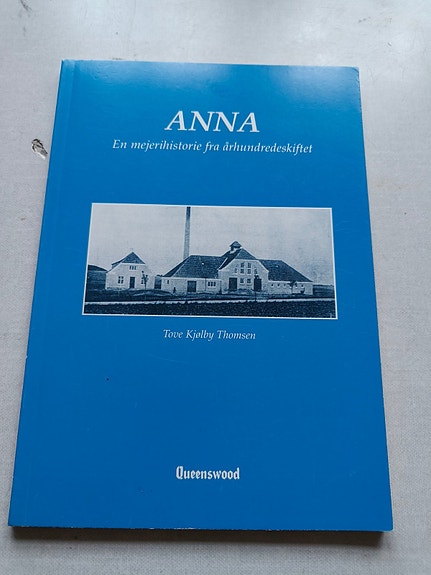 ANNA
En mejerihistorie fra århundredeskiftet
Tove Kjølby Thomsen
Queenswood